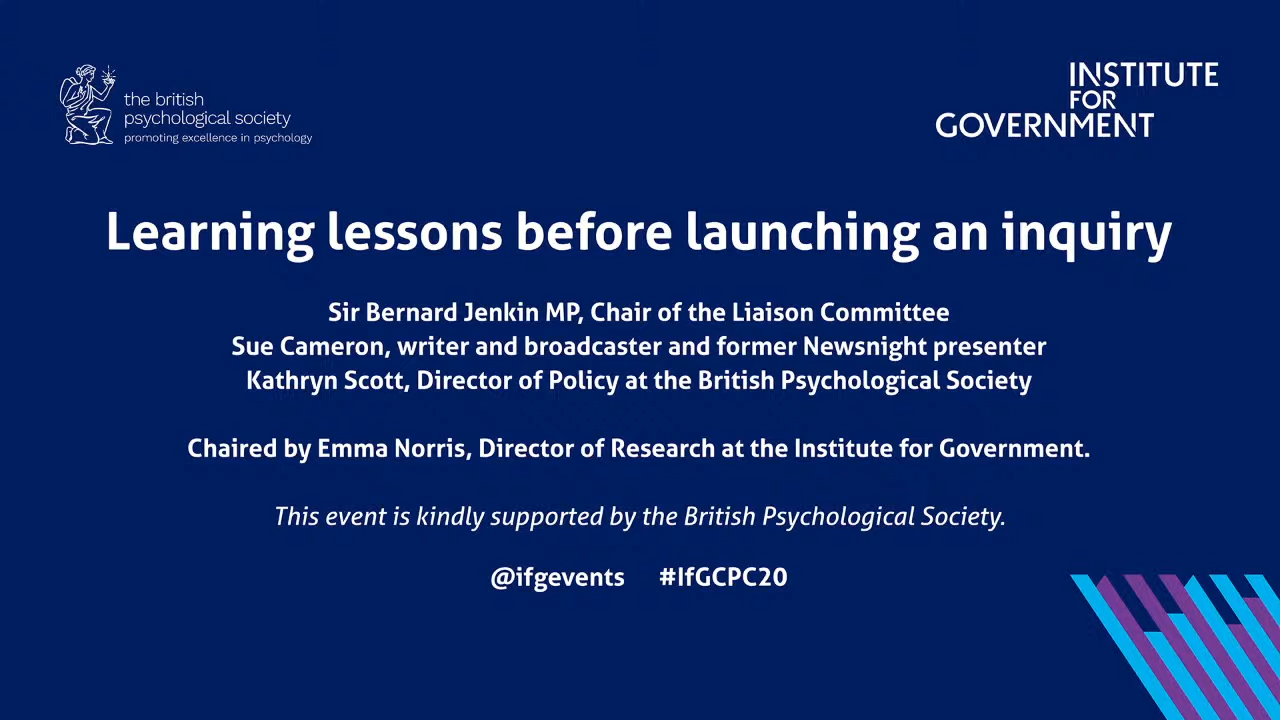 the british
psychological society
promoting excellence in psychology
INSTITUTE
FOR
GOVERNMENT
Learning lessons before launching an inquiry
Sir Bernard Jenkin MP, Chair of the Liaison Committee
Sue Cameron, writer and broadcaster and former Newsnight presenter
Kathryn Scott, Director of Policy at the British Psychological Society
Chaired by Emma Norris, Director of Research at the Institute for Government.
This event is kindly supported by the British Psychological Society.
@ifgevents #IfGCPC20